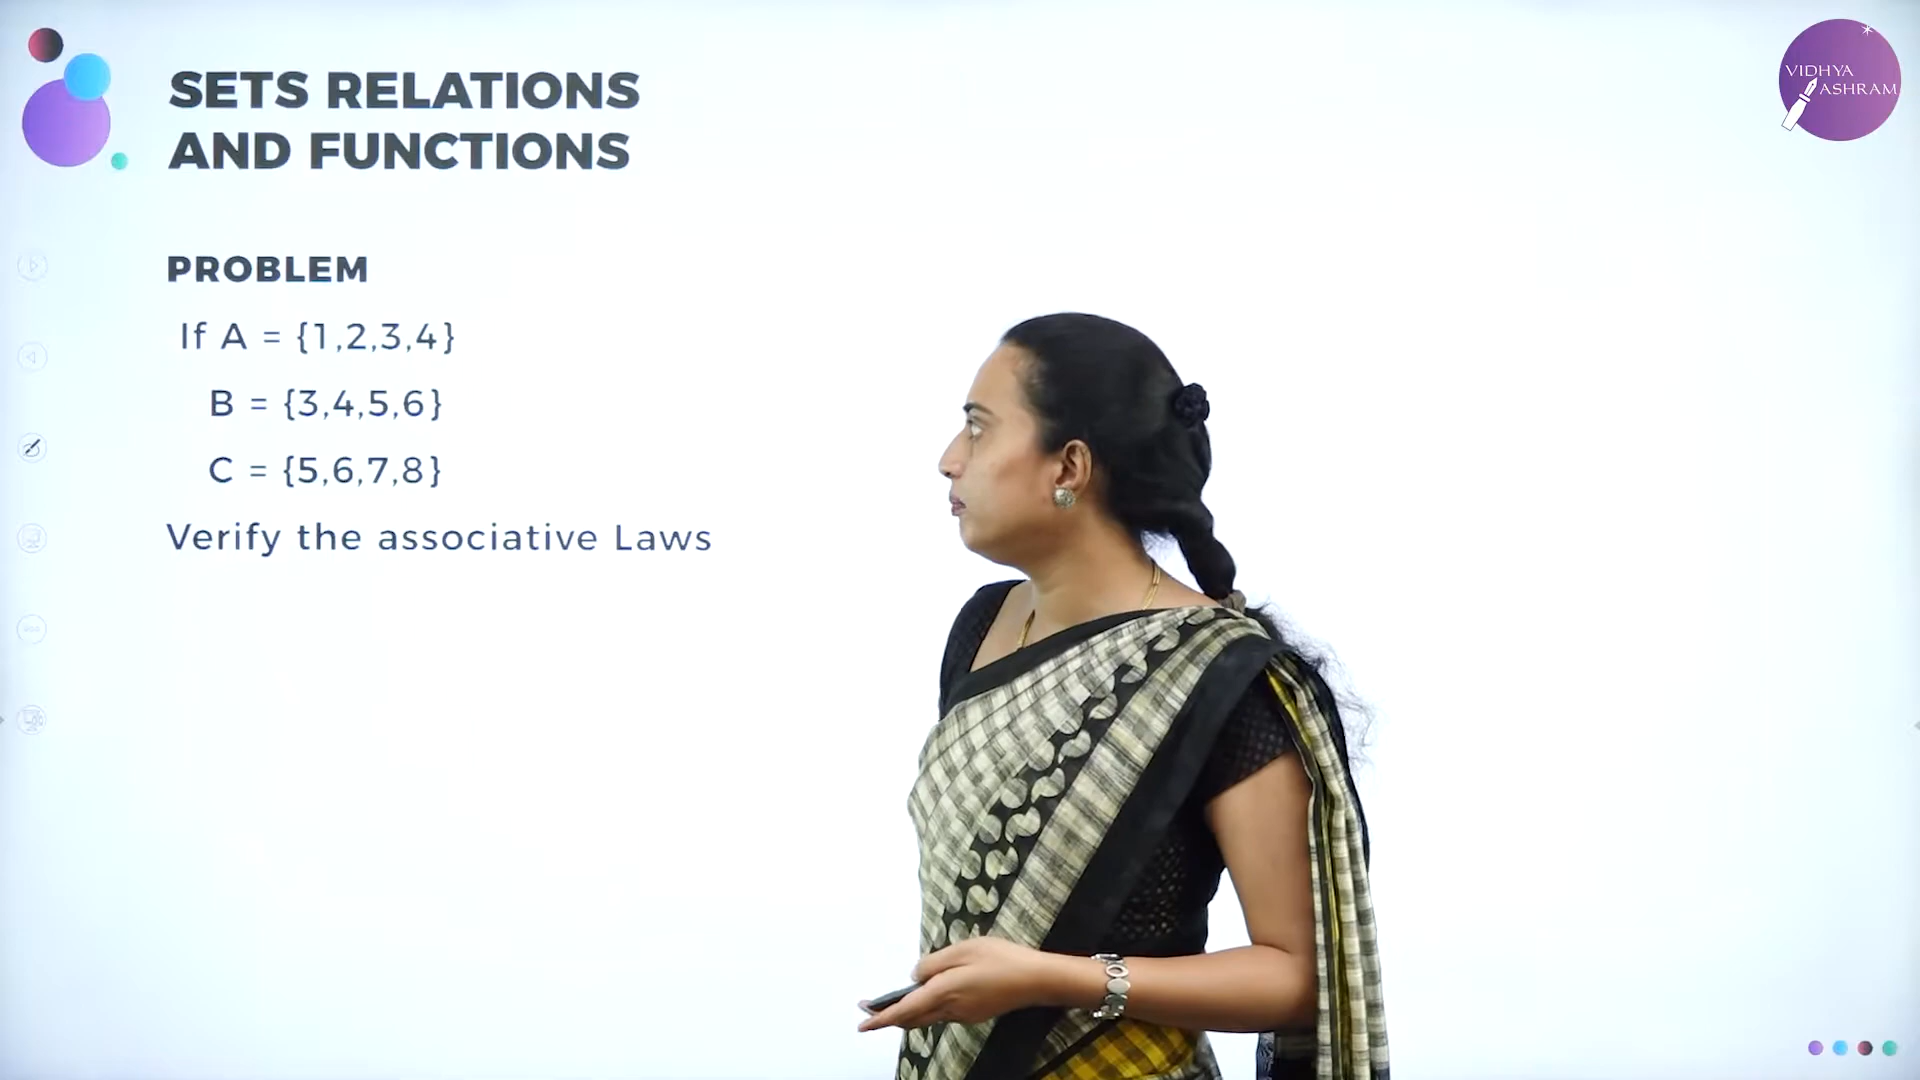 SETS RELATIONS
AND FUNCTIONS
VIDHYA
ASHRAM
PROBLEM
If A = {1,2,3,4}
B = {3,4,5,6}
C = {5,6,7,8}
Verify the associative Laws